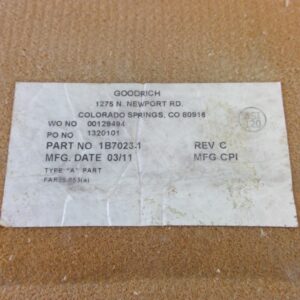 GOODRICH
1275 N. NEWPORT RD.
COLORADO SPRINGS, CO 80916
WO NO 00129494
PO NO 1320101
PART NO 1B7023-1 REV C
MFG. DATE 03/11 MFG CPI
TYPE "A" PART